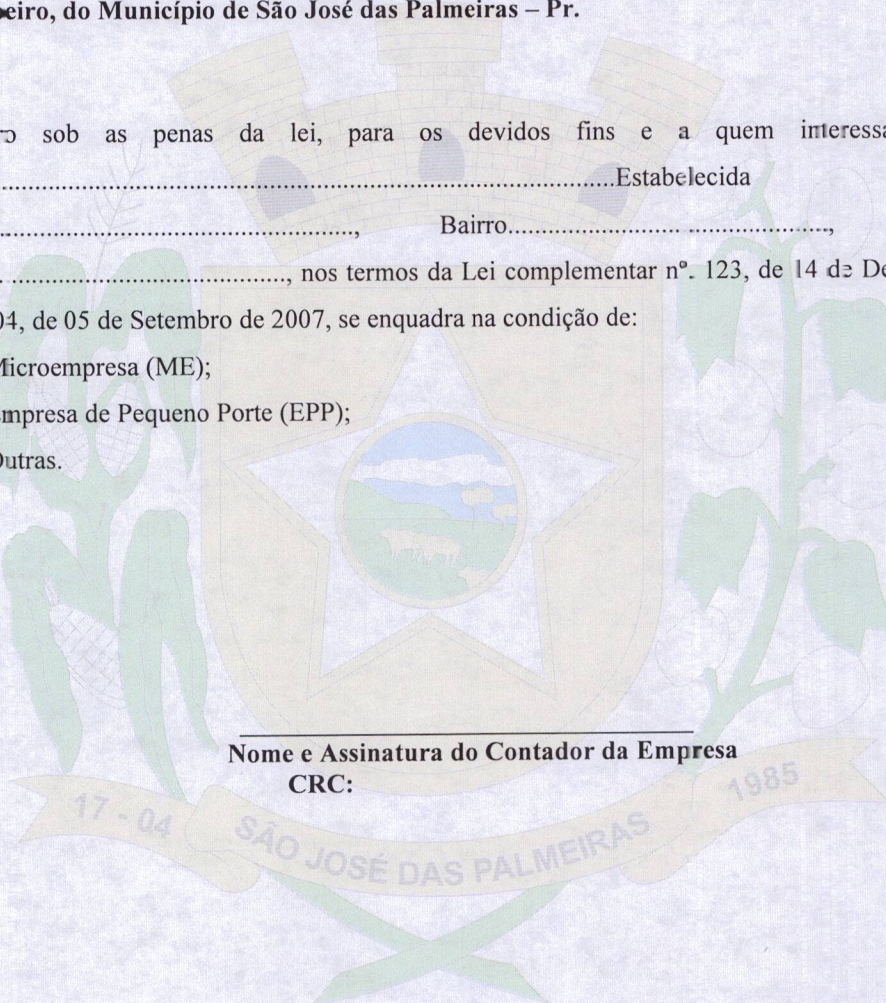 eiro, do Município de São José das Palmeiras – Pr.
o sob as penas da lei, para os devidos fins e a quem interessa
..........................................................................................Estabelecida
....................................................., Bairro..............................................,
. ........................................, nos termos da Lei complementar nº. 123, de 14 de De
04, de 05 de Setembro de 2007, se enquadra na condição de:
Microempresa (ME);
mpresa de Pequeno Porte (EPP);
Outras.
Nome e Assinatura do Contador da Empresa
CRC:
17 - 04 SÃO JOSÉ DAS PALMEIRAS 1985